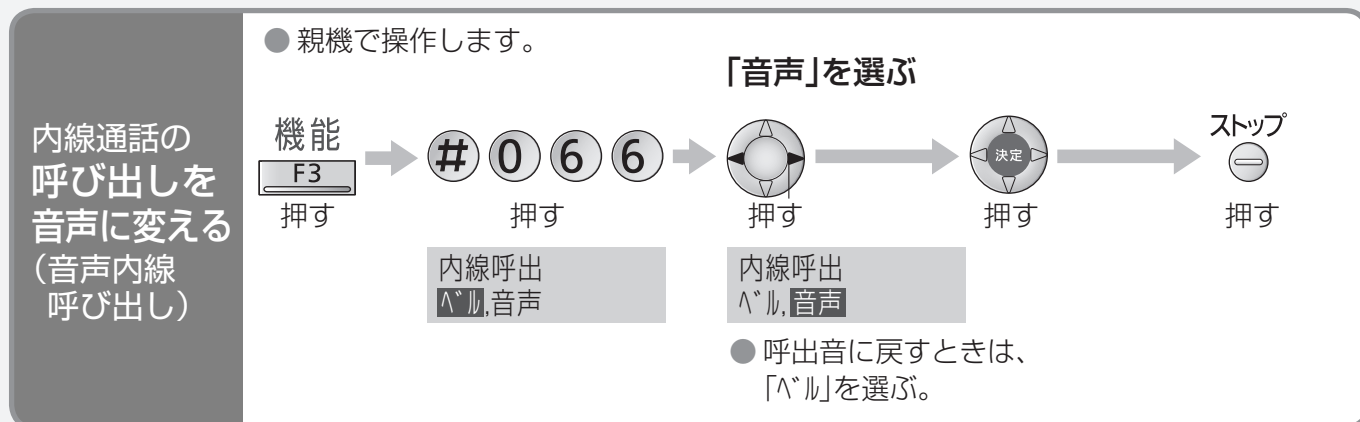 内線通話の
呼び出しを
音声に変える
（音声内線
呼び出し）
● 親機で操作します。
「音声」を選ぶ
機能
F3
押す
# 0 6 6
押す
内線呼出
ﾍﾞﾙ,音声
押す
内線呼出
ﾍﾞﾙ,音声
● 呼出音に戻すときは、
「ﾍﾞﾙ」を選ぶ。
決定
押す
ストップ
押す